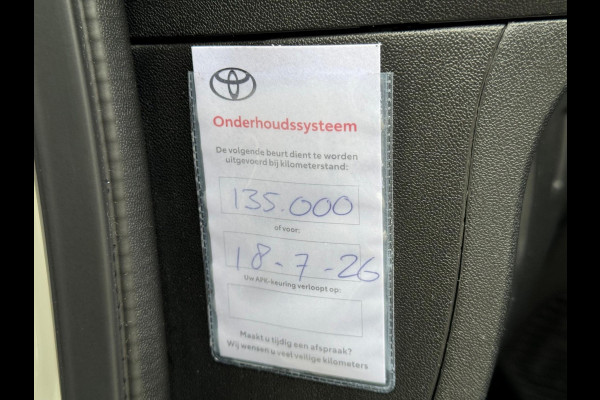 Onderhoudssysteem
De volgende beurt dient te worden
uitgevoerd bij kilometerstand:
135.000
of voor:
18-7-26
Uw APK-keuring verloopt op:
Maakt u tijdig een afspraak?
Wij wensen u veel veilige kilometers